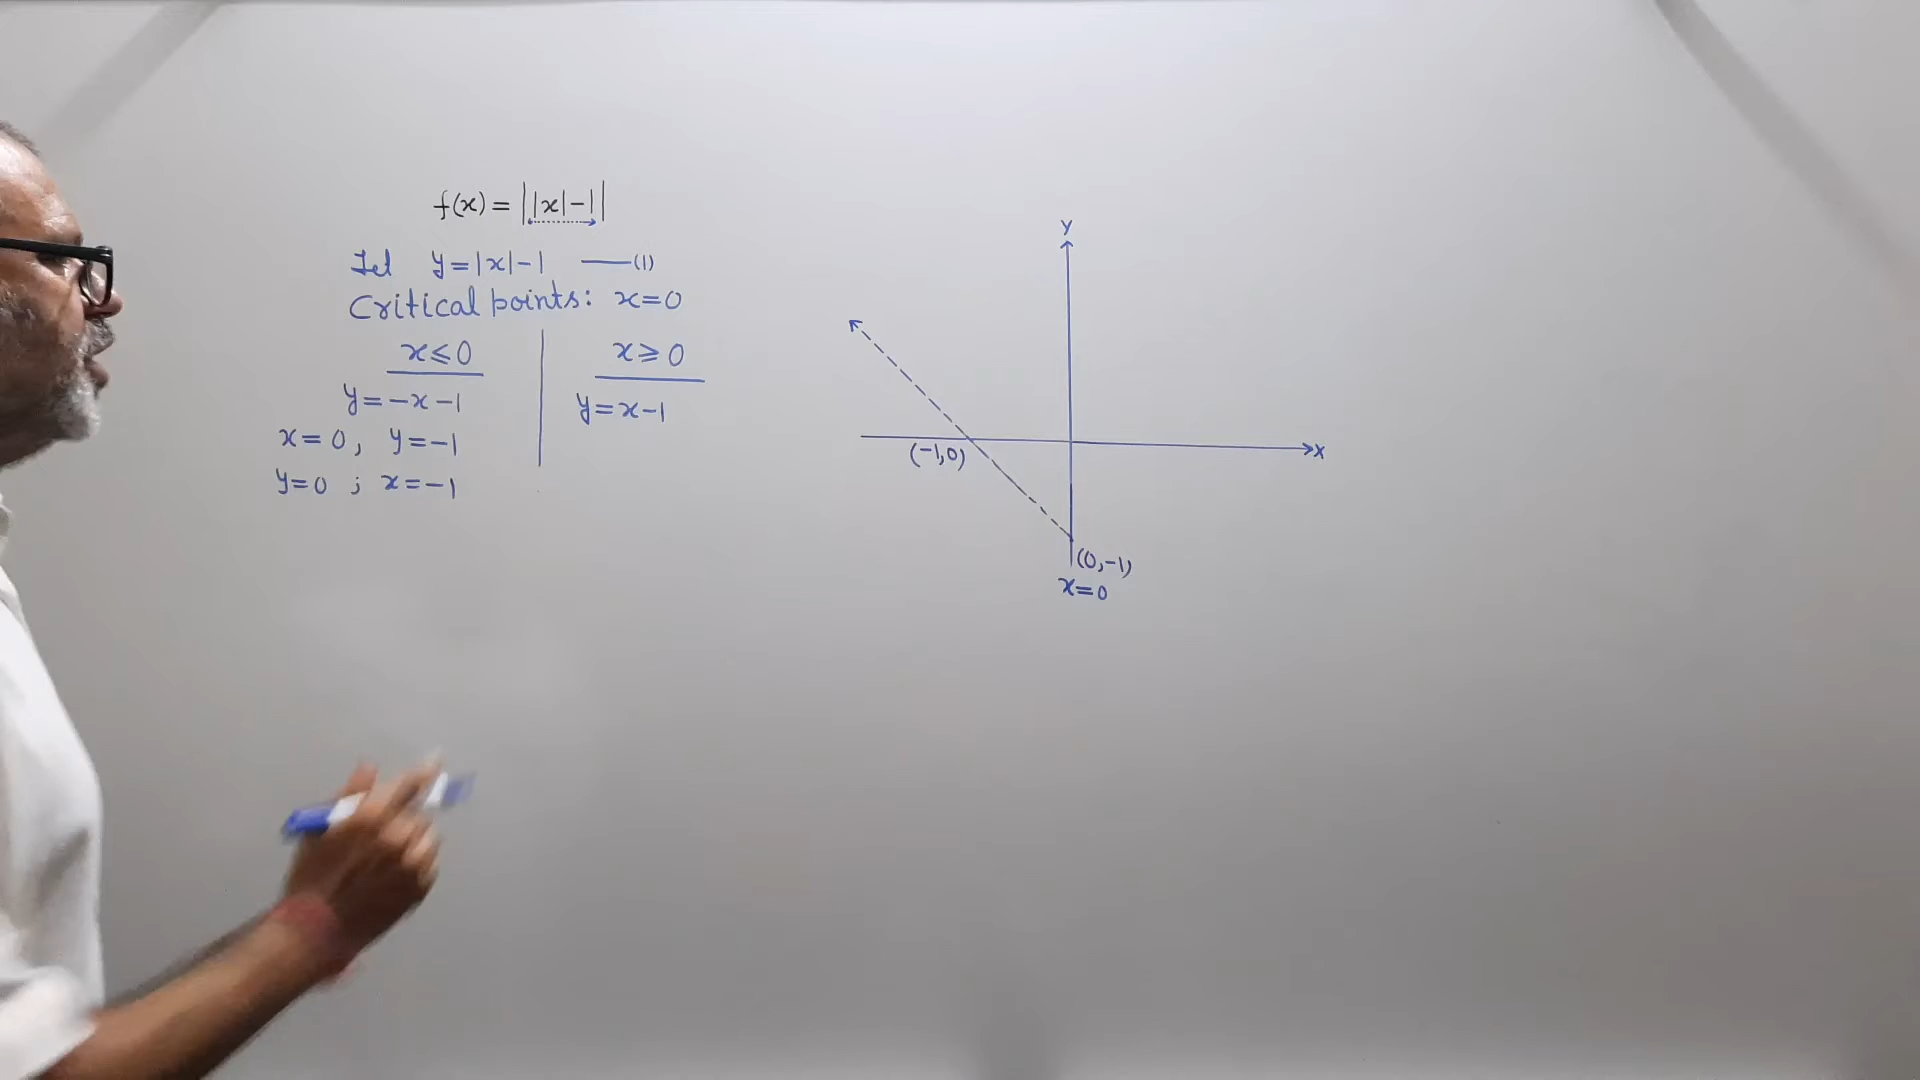 f(x) = ||x|-1|
Let y=|x|-1 ——(1)
Critical points: x=0
x⩽0
y=-x-1
x=0, y=-1
y=0 ; x=-1
x⩾0
y=x-1
Y
X
(-1,0)
(0,-1)
x=0